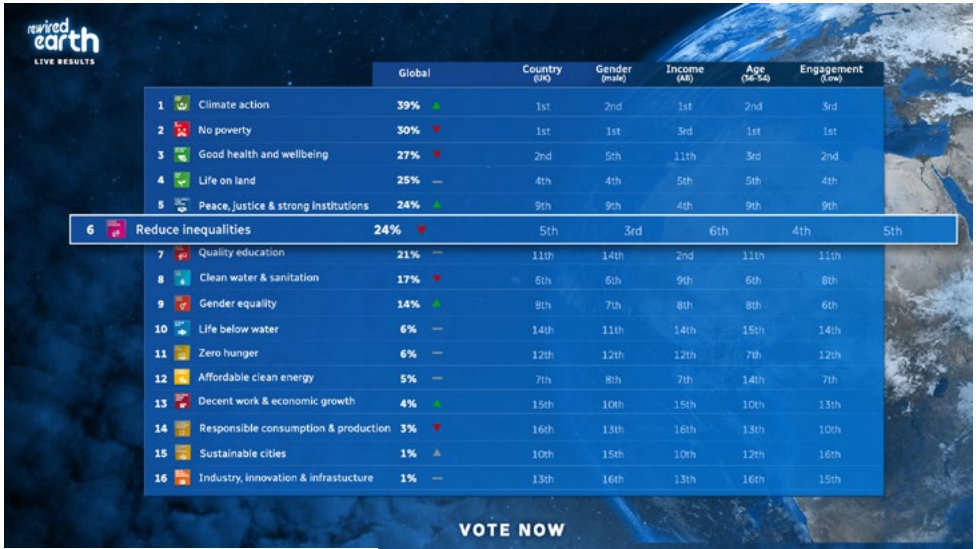 rewired
earth
LIVE RESULTS
Global Country Gender Income Age Engagement
(UK) (male) (AB) (36-54) (Low)
1 Climate action 39% 1st 2nd 1st 2nd 3rd
2 No poverty 30% 1st 1st 3rd 1st 1st
3 Good health and wellbeing 27% 2nd 5th 11th 3rd 2nd
4 Life on land 25% 4th 4th 5th 5th 4th
5 Peace, justice & strong institutions 24% 9th 9th 4th 9th 9th
6 Reduce inequalities 24% 5th 3rd 6th 4th 5th
7 Quality education 21% 11th 14th 2nd 11th 11th
8 Clean water & sanitation 17% 6th 6th 9th 6th 8th
9 Gender equality 14% 8th 7th 8th 8th 6th
10 Life below water 6% 14th 11th 14th 15th 14th
11 Zero hunger 6% 12th 12th 12th 7th 12th
12 Affordable clean energy 5% 7th 8th 7th 14th 7th
13 Decent work & economic growth 4% 15th 10th 15th 10th 13th
14 Responsible consumption & production 3% 16th 13th 16th 13th 10th
15 Sustainable cities 1% 10th 15th 10th 12th 16th
16 Industry, innovation & infrastucture 1% 13th 16th 13th 16th 15th
VOTE NOW